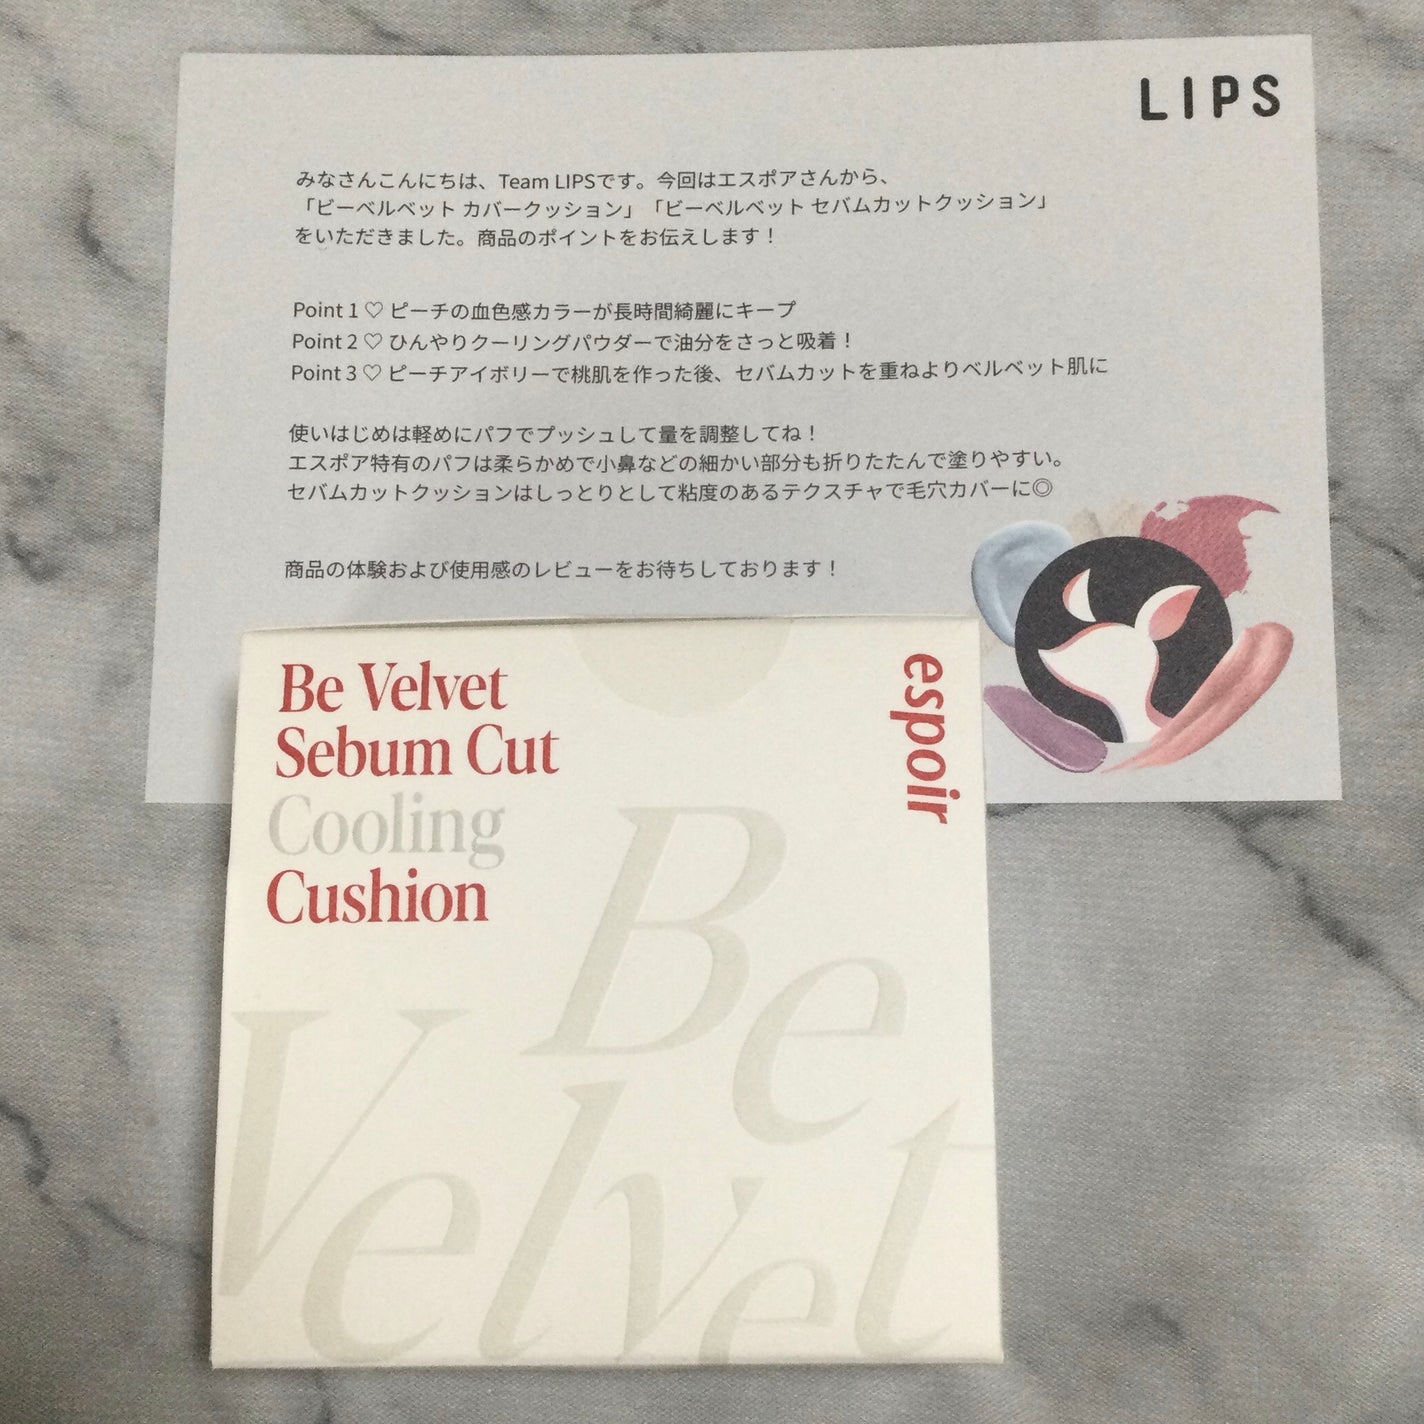 LIPS
みなさんこんにちは、Team LIPSです。今回はエスポアさんから、
「ビーベルベット カバークッション」「ビーベルベット セバムカットクッション」
をいただきました。商品のポイントをお伝えします！
Point 1 ♡ ピーチの血色感カラーが長時間綺麗にキープ
Point 2 ♡ ひんやりクーリングパウダーで油分をさっと吸着！
Point 3 ♡ ピーチアイボリーで桃肌を作った後、セバムカットを重ねよりベルベット肌に
使いはじめは軽めにパフでプッシュして量を調整してね！
エスポア特有のパフは柔らかめで小鼻などの細かい部分も折りたたんで塗りやすい。
セバムカットクッションはしっとりとして粘度のあるテクスチャで毛穴カバーに◎
商品の体験および使用感のレビューをお待ちしております！
Be Velvet
Sebum Cut
Cooling
Cushion
espoir
Be
Velvet